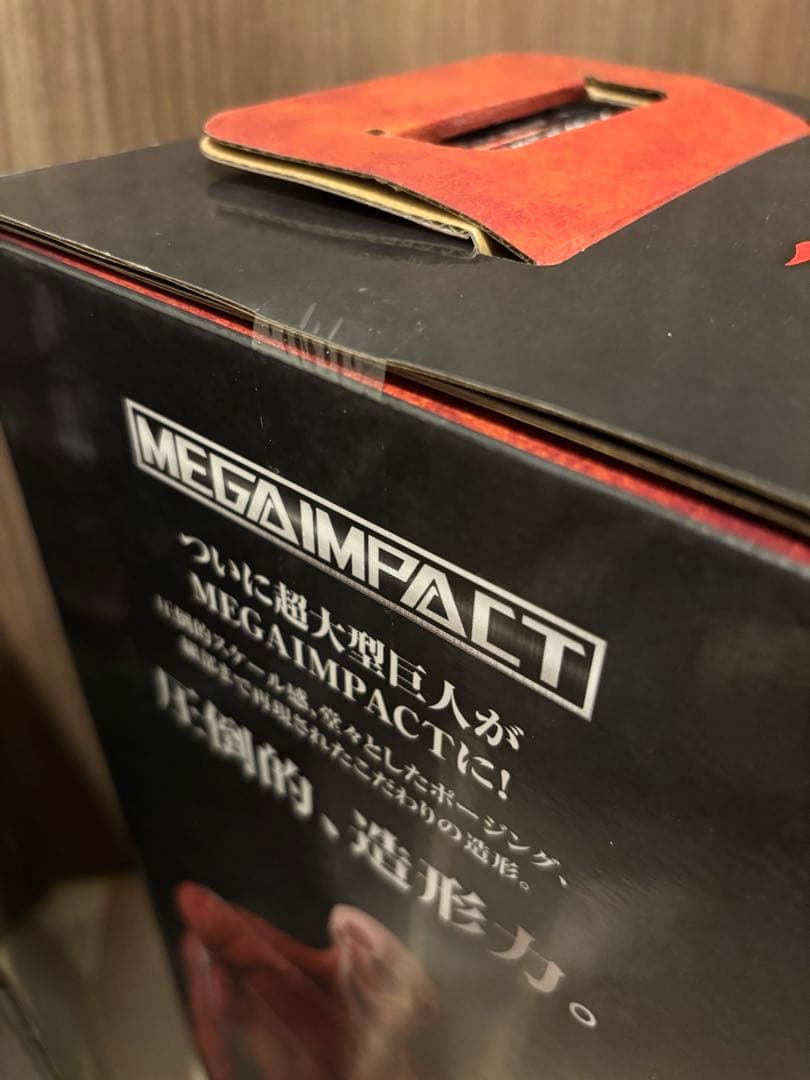 MEGAIMPACT
ついに超大型巨人が
MEGAIMPACTに!
圧倒的スケール感、堂々としたポージング、
細部まで再現されたこだわりの造形。
圧倒的、造形力。